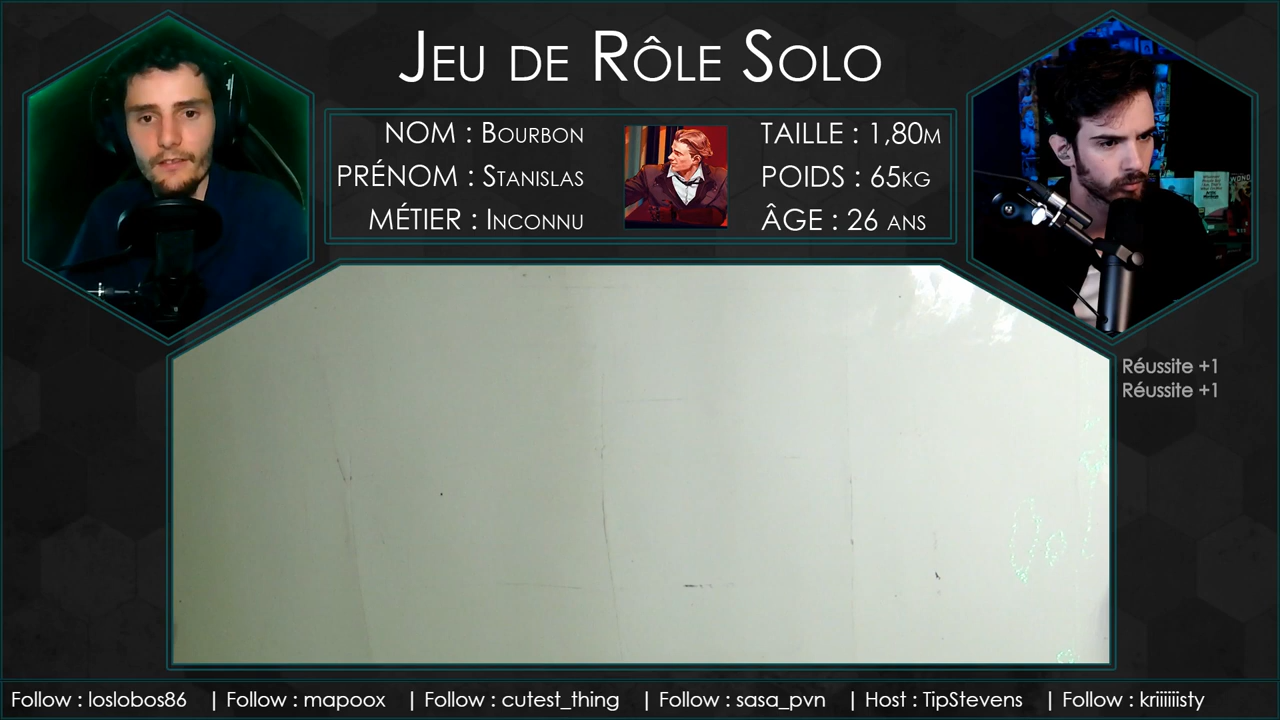 Jeu de Rôle Solo
NOM : Bourbon
PRÉNOM : Stanislas
MÉTIER : Inconnu
TAILLE : 1,80m
POIDS : 65kg
ÂGE : 26 ans
Réussite +1
Réussite +1
Follow : loslobos86 | Follow : mapoox | Follow : cutest_thing | Follow : sasa_pvn | Host : TipStevens | Follow : kriiiiiisty